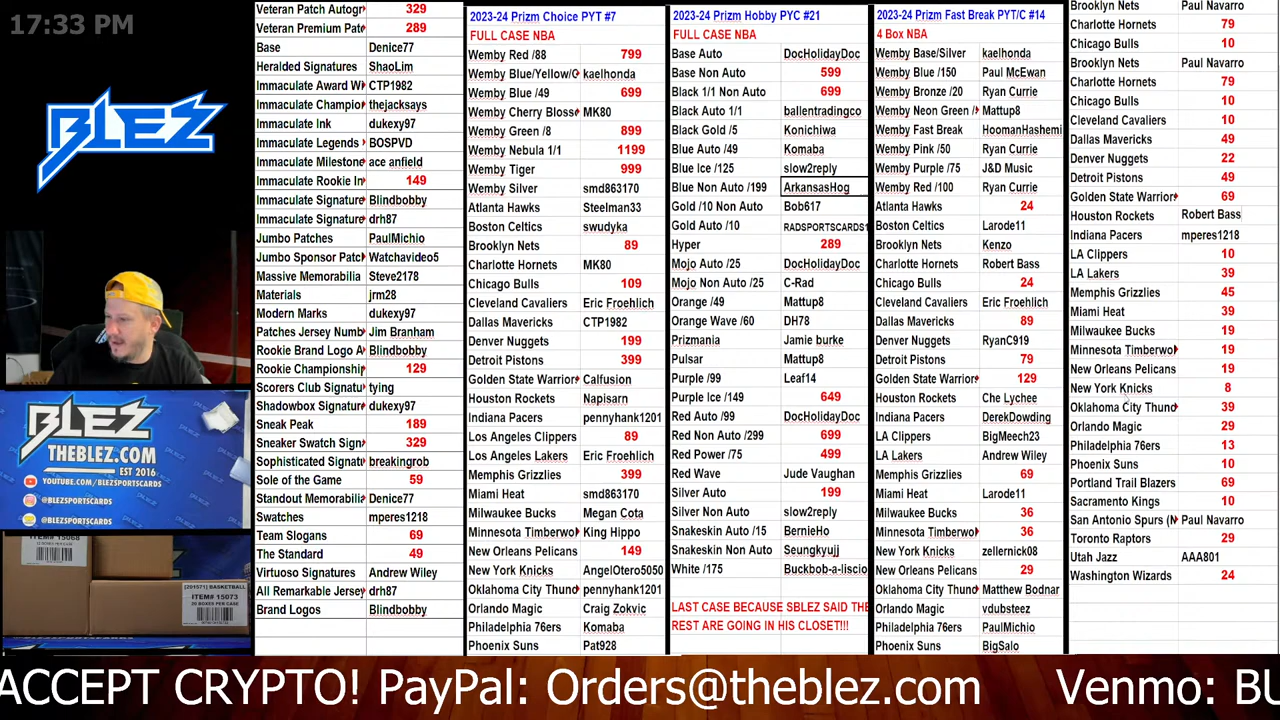 17:33 PM
BLEZ
BLEZ
THEBLEZ.COM
EST 2016
YOUTUBE.COM/BLEZSPORTSCARDS
@BLEZSPORTSCARDS
@BLEZSPORTSCARDS
ITEM# 15068
[201571] BASKETBALL
ITEM# 15073
20 BOXES PER CASE
Veteran Patch Autogr 329
Veteran Premium Pat 289
Base Denice77
Heralded Signatures ShaoLim
Immaculate Award W CTP1982
Immaculate Champio thejacksays
Immaculate Ink dukexy97
Immaculate Legends BOSPVD
Immaculate Milestone ace anfield
Immaculate Rookie In 149
Immaculate Signature Blindbobby
Immaculate Signature drh87
Jumbo Patches PaulMichio
Jumbo Sponsor Patc Watchavideo5
Massive Memorabilia Steve2178
Materials jrm28
Modern Marks dukexy97
Patches Jersey Numb Jim Branham
Rookie Brand Logo A Blindbobby
Rookie Championship 129
Scorers Club Signatu tying
Shadowbox Signatur dukexy97
Sneak Peak 189
Sneaker Swatch Sign 329
Sophisticated Signat breakingrob
Sole of the Game 59
Standout Memorabili Denice77
Swatches mperes1218
Team Slogans 69
The Standard 49
Virtuoso Signatures Andrew Wiley
All Remarkable Jersey drh87
Brand Logos Blindbobby
2023-24 Prizm Choice PYT #7
FULL CASE NBA
Wemby Red /88 799
Wemby Blue/Yellow/G kaelhonda
Wemby Blue /49 699
Wemby Cherry Bloss MK80
Wemby Green /8 899
Wemby Nebula 1/1 1199
Wemby Tiger 999
Wemby Silver smd863170
Atlanta Hawks Steelman33
Boston Celtics swudyka
Brooklyn Nets 89
Charlotte Hornets MK80
Chicago Bulls 109
Cleveland Cavaliers Eric Froehlich
Dallas Mavericks CTP1982
Denver Nuggets 199
Detroit Pistons 399
Golden State Warrior Calfusion
Houston Rockets Napisarn
Indiana Pacers pennyhank1201
Los Angeles Clippers 89
Los Angeles Lakers Eric Froehlich
Memphis Grizzlies 399
Miami Heat smd863170
Milwaukee Bucks Megan Cota
Minnesota Timberwo King Hippo
New Orleans Pelicans 149
New York Knicks AngelOtero5050
Oklahoma City Thun pennyhank1201
Orlando Magic Craig Zokvic
Philadelphia 76ers Komaba
Phoenix Suns Pat928
2023-24 Prizm Hobby PYC #21
FULL CASE NBA
Base Auto DocHolidayDoc
Base Non Auto 599
Black 1/1 Non Auto 699
Black Auto 1/1 ballentradingco
Black Gold /5 Konichiwa
Blue Auto /49 Komaba
Blue Ice /125 slow2reply
Blue Non Auto /199 ArkansasHog
Gold /10 Non Auto Bob617
Gold Auto /10 RADSPORTSCARDS1
Hyper 289
Mojo Auto /25 DocHolidayDoc
Mojo Non Auto /25 C-Rad
Orange /49 Mattup8
Orange Wave /60 DH78
Prizmania Jamie burke
Pulsar Mattup8
Purple /99 Leaf14
Purple Ice /149 649
Red Auto /99 DocHolidayDoc
Red Non Auto /299 699
Red Power /75 499
Red Wave Jude Vaughan
Silver Auto 199
Silver Non Auto slow2reply
Snakeskin Auto /15 BernieHo
Snakeskin Non Auto Seungkyujj
White /175 Buckbob-a-liscio
LAST CASE BECAUSE SBLEZ SAID THE
REST ARE GOING IN HIS CLOSET!!!
2023-24 Prizm Fast Break PYT/C #14
4 Box NBA
Wemby Base/Silver kaelhonda
Wemby Blue /150 Paul McEwan
Wemby Bronze /20 Ryan Currie
Wemby Neon Green / Mattup8
Wemby Fast Break HoomanHashemi
Wemby Pink /50 Ryan Currie
Wemby Purple /75 J&D Music
Wemby Red /100 Ryan Currie
Atlanta Hawks 24
Boston Celtics Larode11
Brooklyn Nets Kenzo
Charlotte Hornets Robert Bass
Chicago Bulls 24
Cleveland Cavaliers Eric Froehlich
Dallas Mavericks 89
Denver Nuggets RyanC919
Detroit Pistons 79
Golden State Warrior 129
Houston Rockets Che Lychee
Indiana Pacers DerekDowding
LA Clippers BigMeech23
LA Lakers Andrew Wiley
Memphis Grizzlies 69
Miami Heat Larode11
Milwaukee Bucks 36
Minnesota Timberwo 36
New York Knicks zellernick08
New Orleans Pelicans 29
Oklahoma City Thun Matthew Bodnar
Orlando Magic vdubsteez
Philadelphia 76ers PaulMichio
Phoenix Suns BigSalo
Brooklyn Nets Paul Navarro
Charlotte Hornets 79
Chicago Bulls 10
Brooklyn Nets Paul Navarro
Charlotte Hornets 79
Chicago Bulls 10
Cleveland Cavaliers 10
Dallas Mavericks 49
Denver Nuggets 22
Detroit Pistons 49
Golden State Warrior 69
Houston Rockets Robert Bass
Indiana Pacers mperes1218
LA Clippers 10
LA Lakers 39
Memphis Grizzlies 45
Miami Heat 39
Milwaukee Bucks 19
Minnesota Timberwo 19
New Orleans Pelicans 19
New York Knicks 8
Oklahoma City Thund 39
Orlando Magic 29
Philadelphia 76ers 13
Phoenix Suns 10
Portland Trail Blazers 69
Sacramento Kings 10
San Antonio Spurs (N Paul Navarro
Toronto Raptors 29
Utah Jazz AAA801
Washington Wizards 24
ACCEPT CRYPTO! PayPal: Orders@theblez.com Venmo: BU